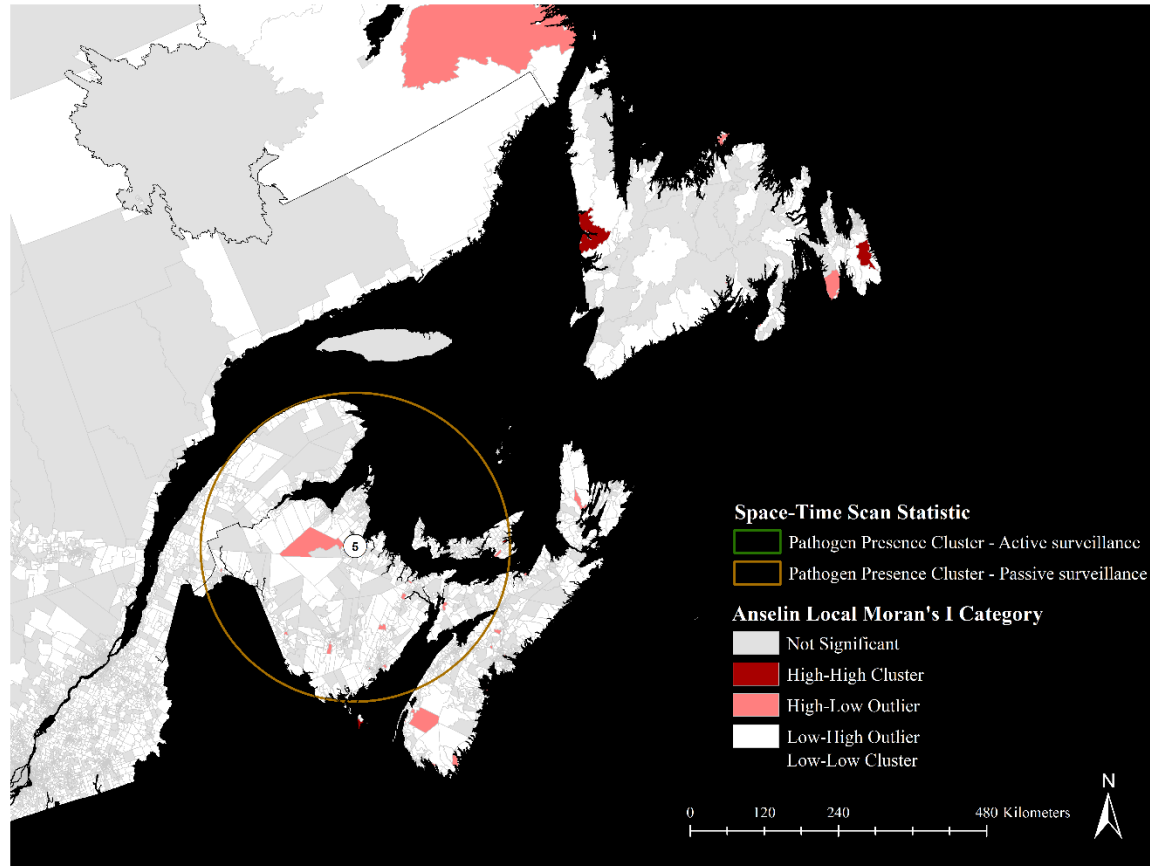 5
Space-Time Scan Statistic
Pathogen Presence Cluster - Active surveillance
Pathogen Presence Cluster - Passive surveillance
Anselin Local Moran's I Category
Not Significant
High-High Cluster
High-Low Outlier
Low-High Outlier
Low-Low Cluster
N
0 120 240 480 Kilometers